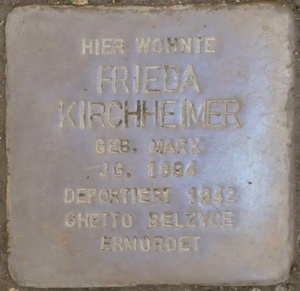 HIER WOHNTE
FRIEDA
KIRCHHEIMER
GEB. MARX
JG. 1894
DEPORTIERT 1942
GHETTO BELZYCE
ERMORDET